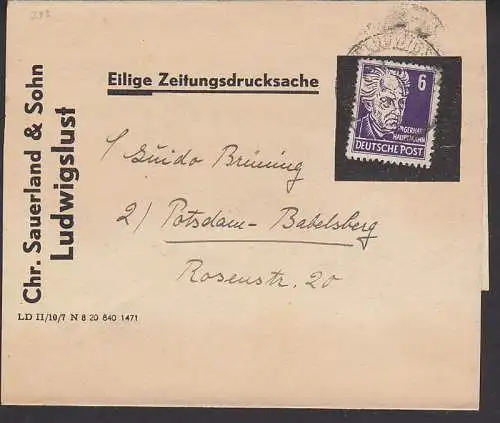 282
Chr. Sauerland & Sohn
Ludwigslust
Eilige Zeitungsdrucksache
6
GERHART
HAUPTMANN
DEUTSCHE POST
Guido Brüning
2/ Potsdam-Babelsberg
Rosenstr. 20
LD II/10/7 N 8 20 840 1471